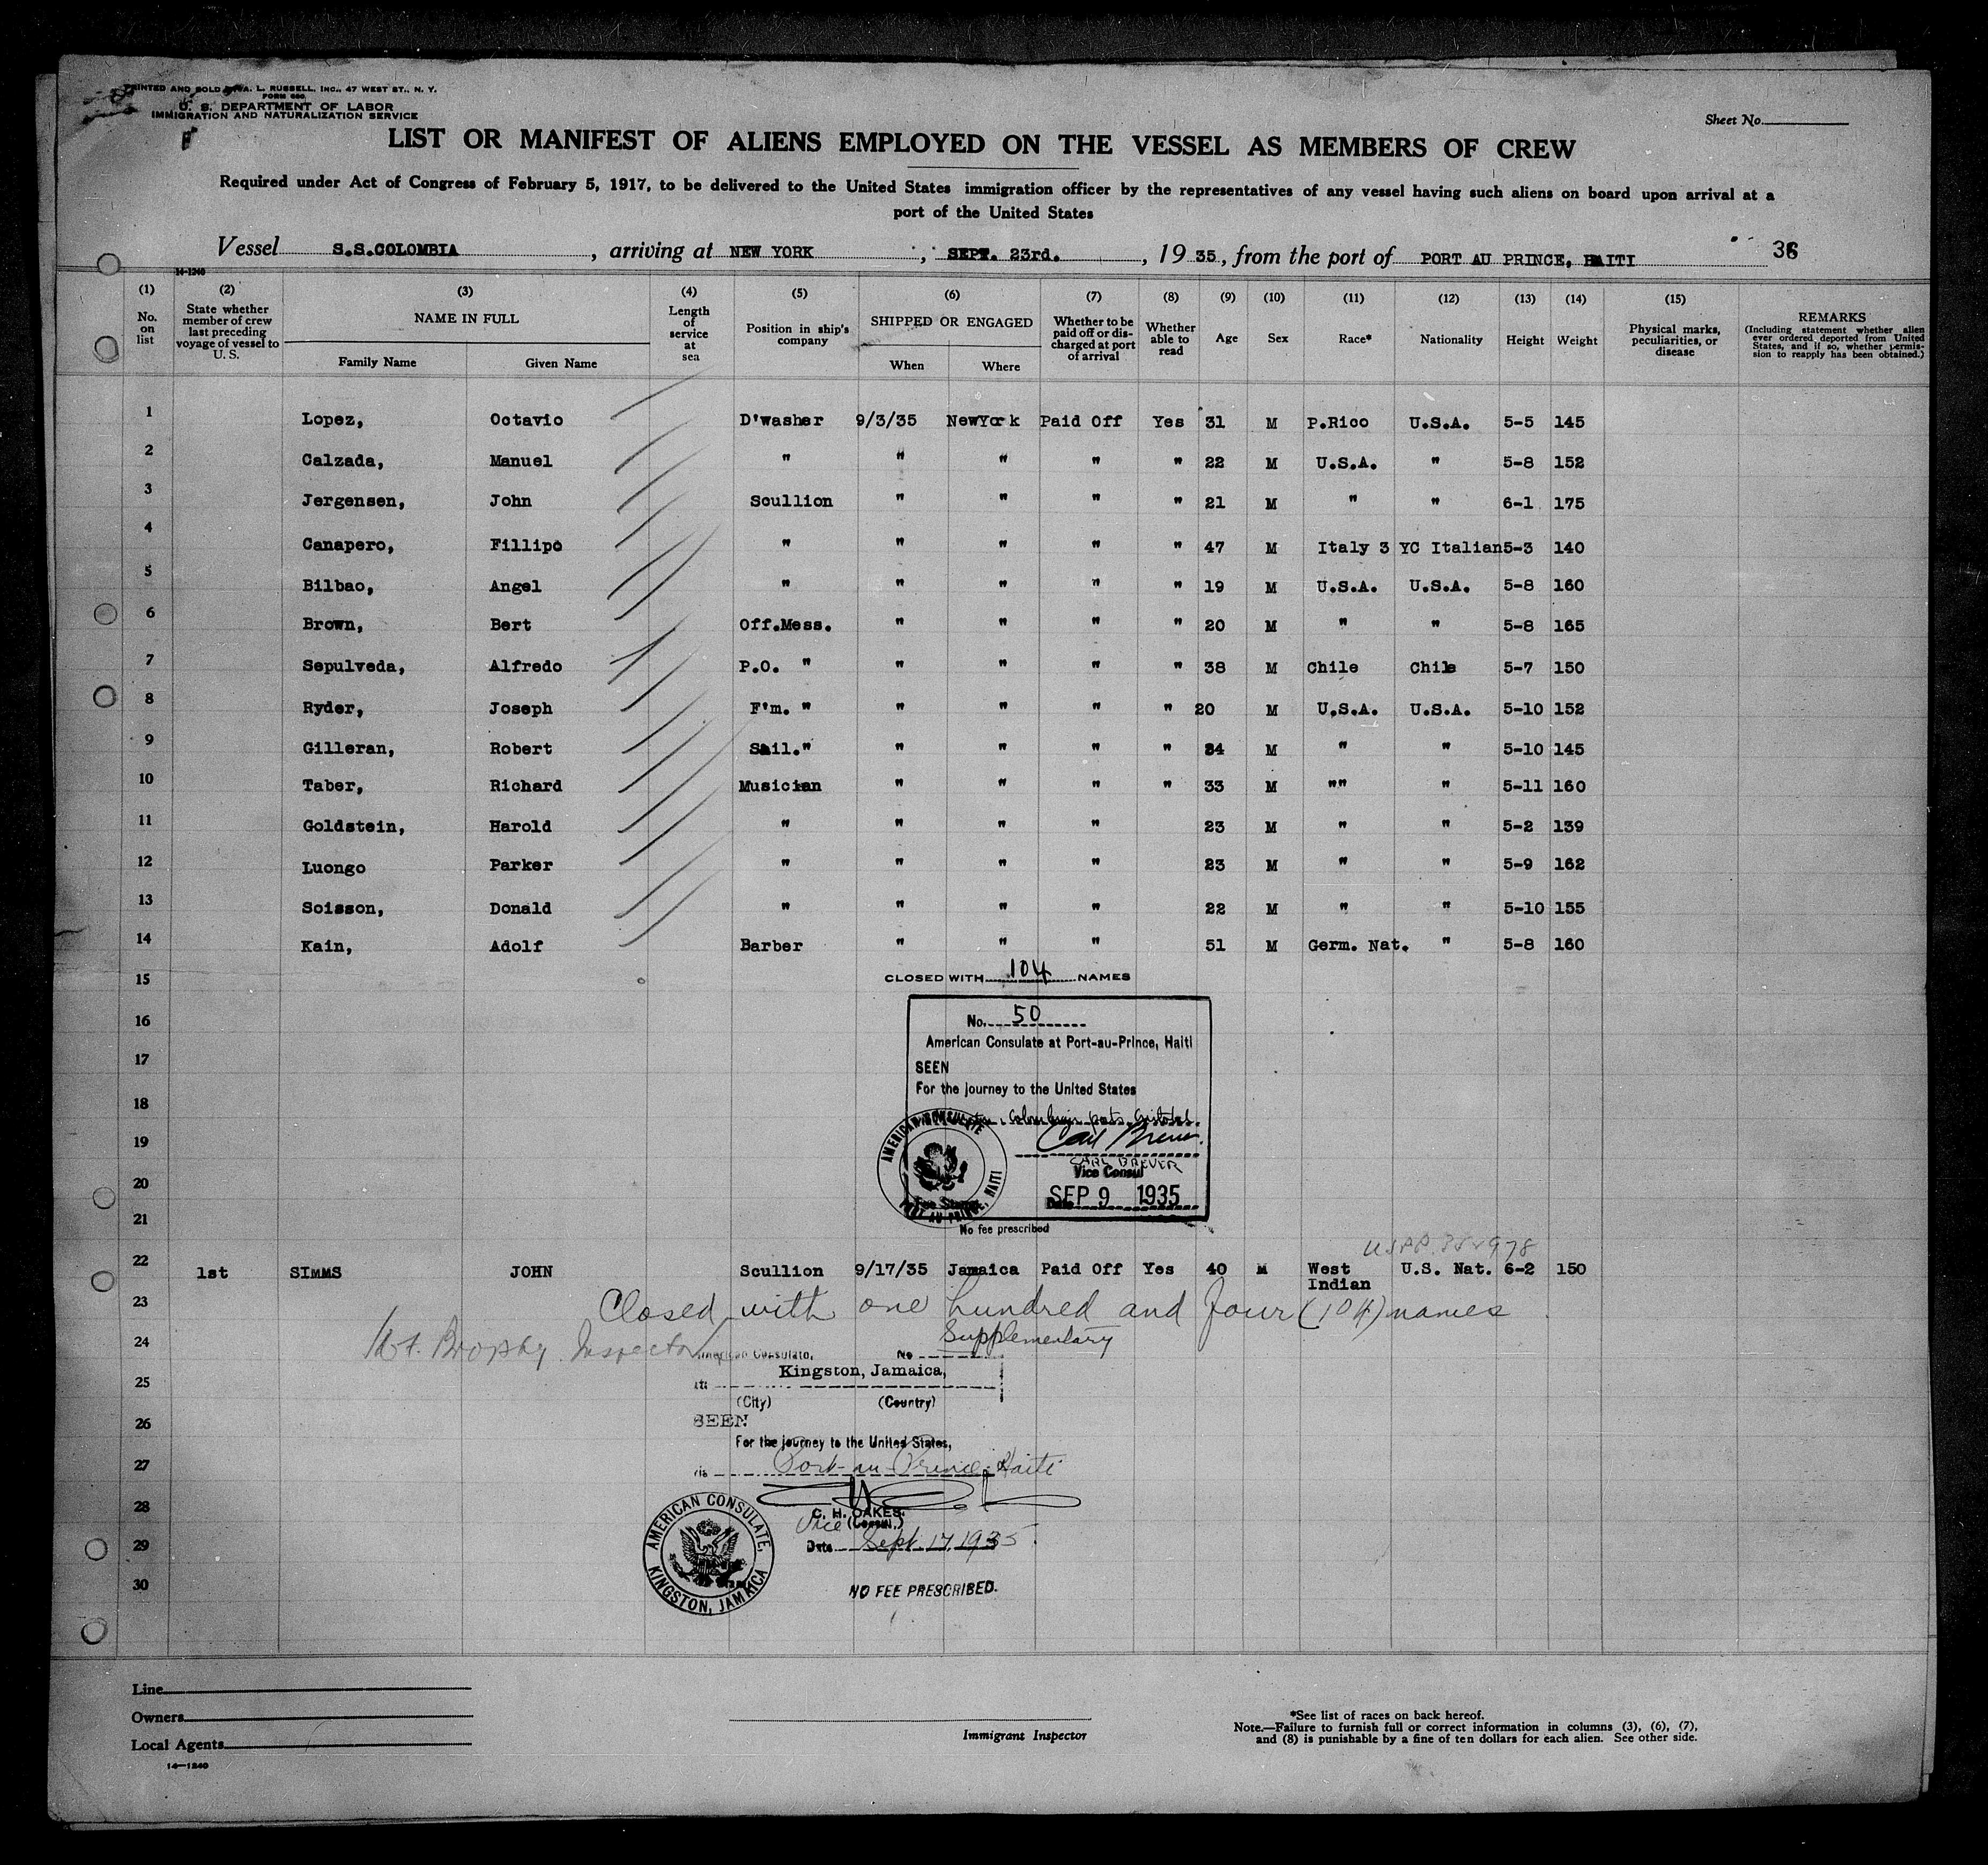 PRINTED AND SOLD BY A. L. RUSSELL, INC., 47 WEST ST., N. Y.
U. S. DEPARTMENT OF LABOR
IMMIGRATION AND NATURALIZATION SERVICE
Sheet No.
LIST OR MANIFEST OF ALIENS EMPLOYED ON THE VESSEL AS MEMBERS OF CREW
Required under Act of Congress of February 5, 1917, to be delivered to the United States immigration officer by the representatives of any vessel having such aliens on board upon arrival at a
port of the United States
Vessel S.S.COLOMBIA, arriving at NEW YORK, SEPT. 23rd., 1935, from the port of PORT AU PRINCE, HAITI 36
14-1240
(1) No. on list (2) State whether member of crew last preceding voyage of vessel to U. S. (3) NAME IN FULL Family Name Given Name (4) Length of service at sea (5) Position in ship's company (6) SHIPPED OR ENGAGED When Where (7) Whether to be paid off or discharged at port of arrival (8) Whether able to read (9) Age (10) Sex (11) Race* (12) Nationality (13) Height (14) Weight (15) Physical marks, peculiarities, or disease REMARKS (Including statement whether alien ever ordered deported from United States, and if so, whether permission to reapply has been obtained.)
1 Lopez, Octavio D'washer 9/3/35 NewYork Paid Off Yes 31 M P.Rico U.S.A. 5-5 145
2 Calzada, Manuel " " " " " 22 M U.S.A. " 5-8 152
3 Jergensen, John Scullion " " " " 21 M " " 6-1 175
4 Canapero, Fillipo " " " " " 47 M Italy 3 YC Italian 5-3 140
5 Bilbao, Angel " " " " " 19 M U.S.A. U.S.A. 5-8 160
6 Brown, Bert Off.Mess. " " " " 20 M " " 5-8 165
7 Sepulveda, Alfredo P.O. " " " " " 38 M Chile Chile 5-7 150
8 Ryder, Joseph F'm. " " " " " 20 M U.S.A. U.S.A. 5-10 152
9 Gilleran, Robert Sail." " " " " M " " 5-10 145
10 Taber, Richard Musician " " " " 33 M "" " 5-11 160
11 Goldstein, Harold " " " " 23 M " " 5-2 139
12 Luongo Parker " " " " 23 M " " 5-9 162
13 Soisson, Donald " " " " 22 M " " 5-10 155
14 Kain, Adolf Barber " " " 51 M Germ. Nat. " 5-8 160
15 CLOSED WITH 104 NAMES
16 No. 50
American Consulate at Port-au-Prince, Haiti
17 SEEN
For the journey to the United States
18
Colombian ports, Cristobal.
19 Carl Brewer
CARL BREWER
Vice Consul
20 SEP 9 1935
AMERICAN CONSULATE PORT AU PRINCE, HAITI
21 No fee prescribed
22 1st SIMMS JOHN Scullion 9/17/35 Jamaica Paid Off Yes 40 M West Indian U.S. Nat. 6-2 150
23 Closed with one hundred and four (104) names
24 Brophy Inspector
Supplementary
American Consulate, No
25 at Kingston, Jamaica,
(City) (Country)
26 SEEN
For the journey to the United States,
27 via Port-au-Prince, Haiti
28 C. H. OAKES.
Vice (Consul.)
29 Date Sept. 17, 1935
30 NO FEE PRESCRIBED.
AMERICAN CONSULATE, KINGSTON, JAMAICA
Line
Owners
Local Agents
14—1240
Immigrant Inspector
*See list of races on back hereof.
Note.—Failure to furnish full or correct information in columns (3), (6), (7),
and (8) is punishable by a fine of ten dollars for each alien. See other side.